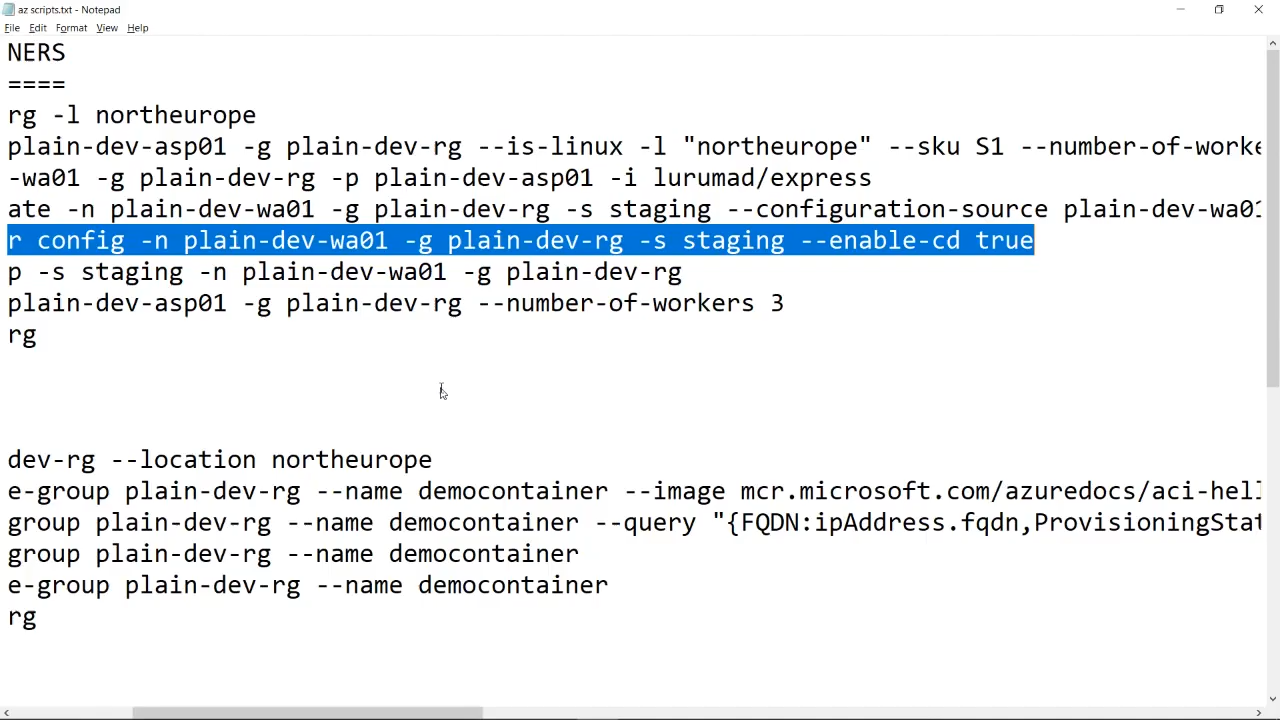 az scripts.txt - Notepad
File Edit Format View Help
NERS
====
rg -l northeurope
plain-dev-asp01 -g plain-dev-rg --is-linux -l "northeurope" --sku S1 --number-of-worke
-wa01 -g plain-dev-rg -p plain-dev-asp01 -i lurumad/express
ate -n plain-dev-wa01 -g plain-dev-rg -s staging --configuration-source plain-dev-wa01
r config -n plain-dev-wa01 -g plain-dev-rg -s staging --enable-cd true
p -s staging -n plain-dev-wa01 -g plain-dev-rg
plain-dev-asp01 -g plain-dev-rg --number-of-workers 3
rg
dev-rg --location northeurope
e-group plain-dev-rg --name democontainer --image mcr.microsoft.com/azuredocs/aci-hell
group plain-dev-rg --name democontainer --query "{FQDN:ipAddress.fqdn,ProvisioningStat
group plain-dev-rg --name democontainer
e-group plain-dev-rg --name democontainer
rg